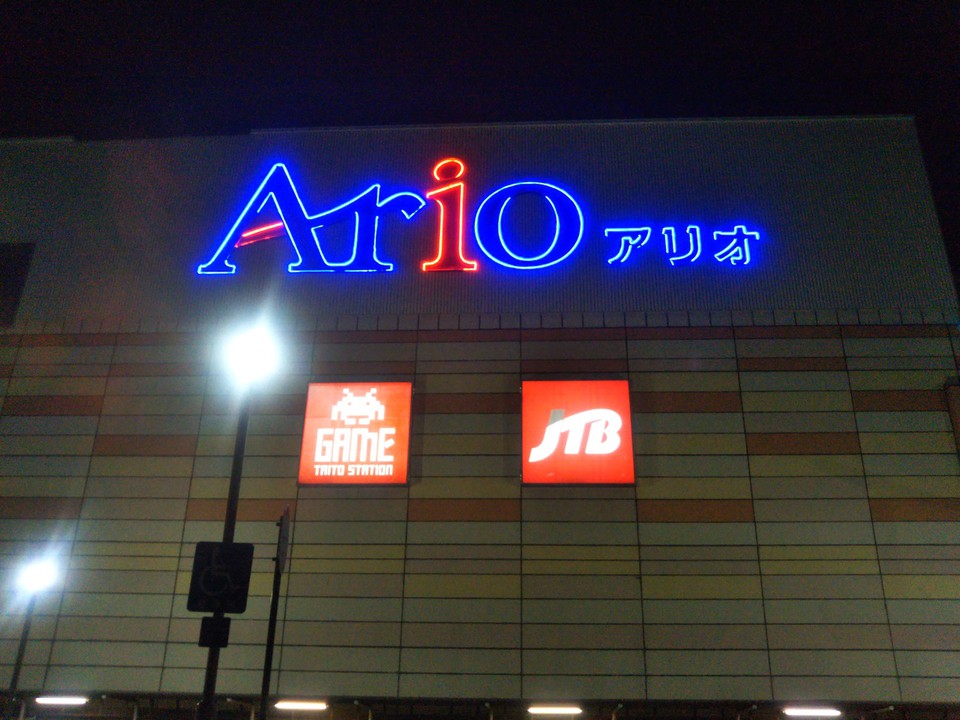 Ario アリオ
GAME
TAITO STATION
JTB